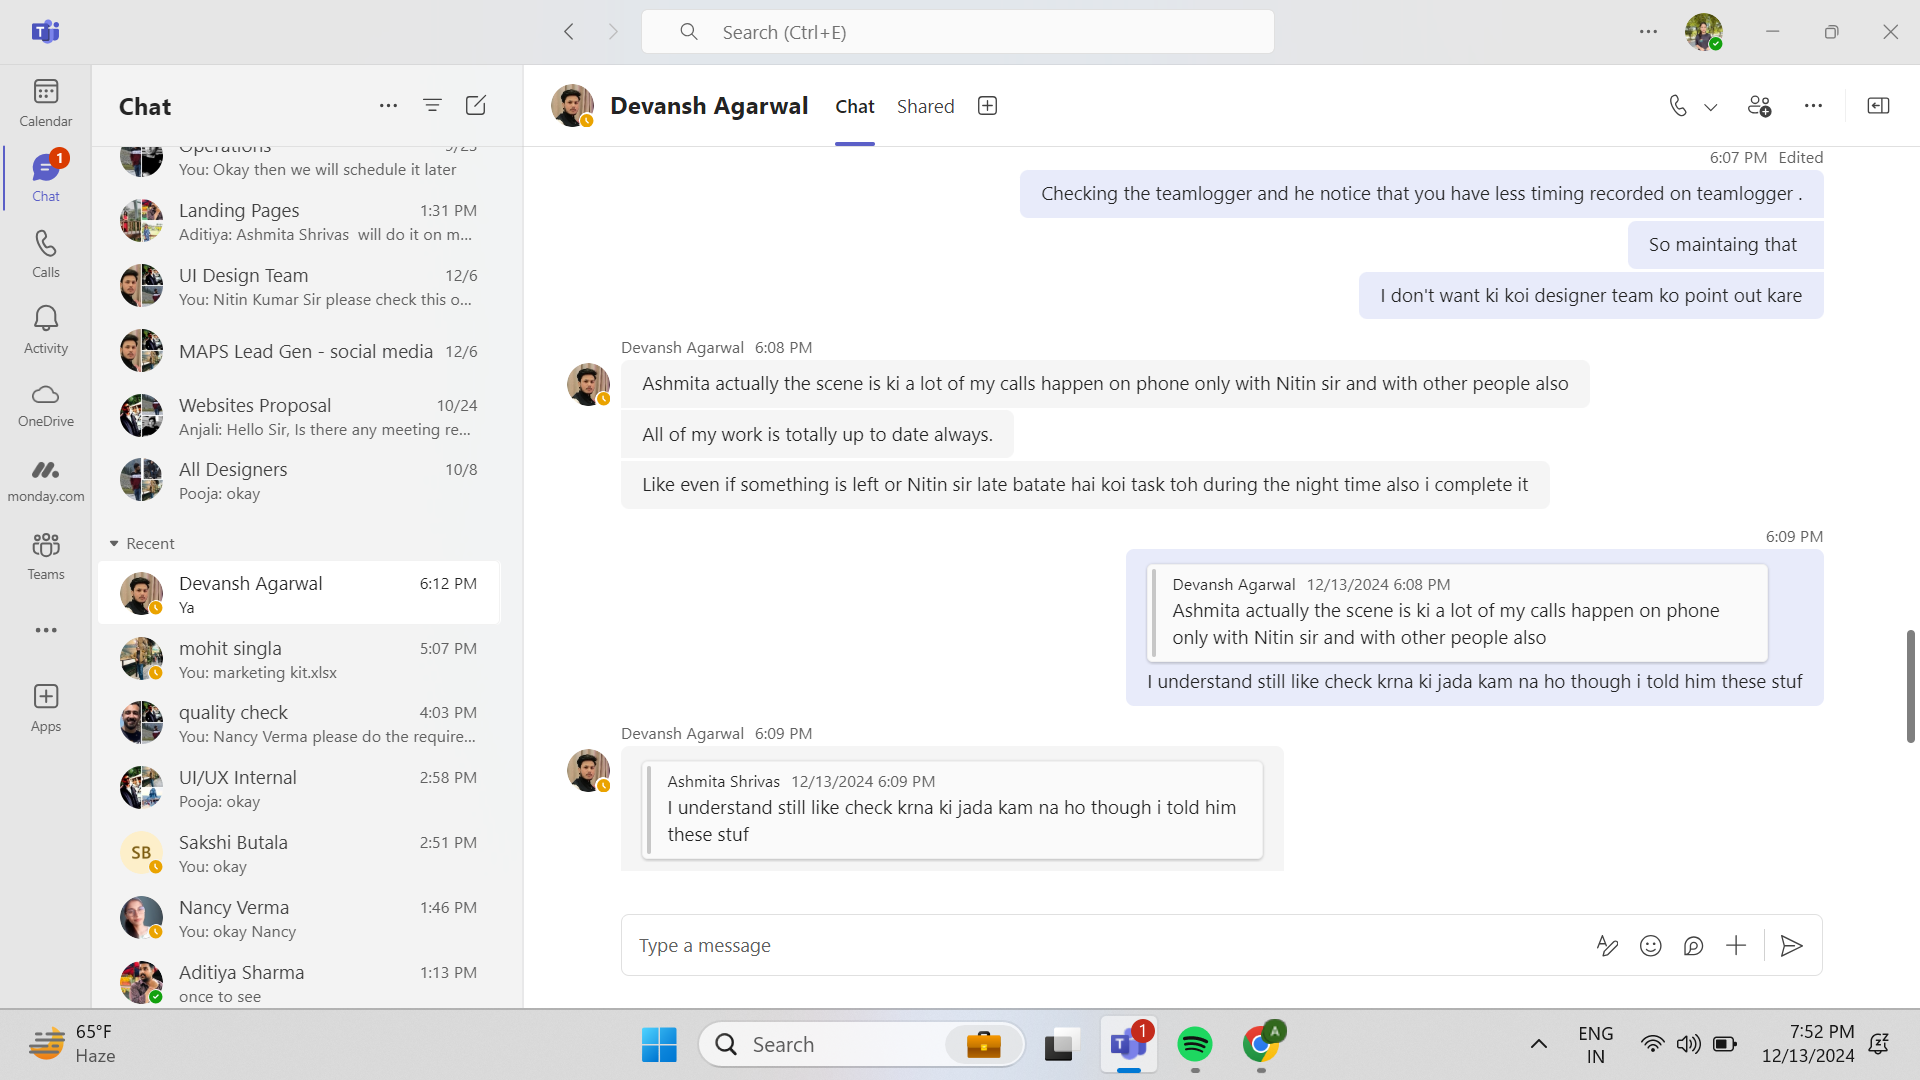 Search (Ctrl+E)
Calendar
1
Chat
Calls
Activity
OneDrive
monday.com
Teams
Apps
Chat
Operations 9/25
You: Okay then we will schedule it later
Landing Pages 1:31 PM
Aditiya: Ashmita Shrivas will do it on m...
UI Design Team 12/6
You: Nitin Kumar Sir please check this o...
MAPS Lead Gen - social media 12/6
Websites Proposal 10/24
Anjali: Hello Sir, Is there any meeting re...
All Designers 10/8
Pooja: okay
Recent
Devansh Agarwal 6:12 PM
Ya
mohit singla 5:07 PM
You: marketing kit.xlsx
quality check 4:03 PM
You: Nancy Verma please do the require...
UI/UX Internal 2:58 PM
Pooja: okay
SB
Sakshi Butala 2:51 PM
You: okay
Nancy Verma 1:46 PM
You: okay Nancy
Aditiya Sharma 1:13 PM
once to see
Devansh Agarwal Chat Shared
6:07 PM Edited
Checking the teamlogger and he notice that you have less timing recorded on teamlogger .
So maintaing that
I don't want ki koi designer team ko point out kare
Devansh Agarwal 6:08 PM
Ashmita actually the scene is ki a lot of my calls happen on phone only with Nitin sir and with other people also
All of my work is totally up to date always.
Like even if something is left or Nitin sir late batate hai koi task toh during the night time also i complete it
6:09 PM
Devansh Agarwal 12/13/2024 6:08 PM
Ashmita actually the scene is ki a lot of my calls happen on phone
only with Nitin sir and with other people also
I understand still like check krna ki jada kam na ho though i told him these stuf
Devansh Agarwal 6:09 PM
Ashmita Shrivas 12/13/2024 6:09 PM
I understand still like check krna ki jada kam na ho though i told him
these stuf
Type a message
65°F
Haze
Search
1
A
ENG
IN
7:52 PM
12/13/2024